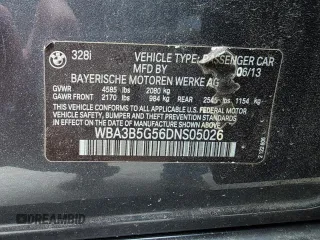 328i
VEHICLE TYPE: PASSENGER CAR
MFD BY 06/13
BAYERISCHE MOTOREN WERKE AG
GVWR 4585 lbs 2080 kg
GAWR FRONT 2170 lbs 984 kg REAR 2545 lbs 1154 kg
THIS VEHICLE CONFORMS TO ALL APPLICABLE FEDERAL MOTOR
VEHICLE SAFETY, BUMPER AND THEFT PREVENTION STANDARDS
IN EFFECT ON THE DATE OF MANUFACTURE SHOWN ABOVE.
WBA3B5G56DNS05026
AUTOBIDMASTER